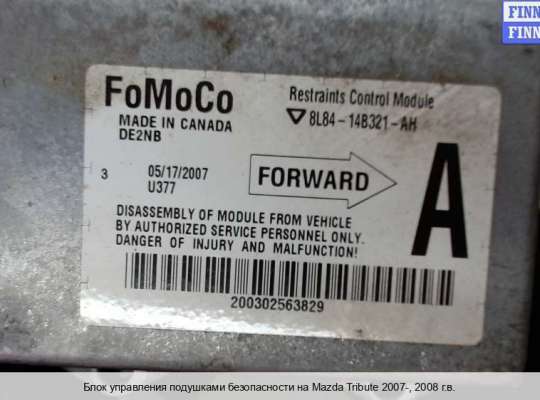 FINN
FINN
FoMoCo
MADE IN CANADA
DE2NB
Restraints Control Module
8L84-14B321-AH
3
05/17/2007
U377
FORWARD
A
DISASSEMBLY OF MODULE FROM VEHICLE
BY AUTHORIZED SERVICE PERSONNEL ONLY.
DANGER OF INJURY AND MALFUNCTION!
200302563829
Блок управления подушками безопасности на Mazda Tribute 2007-, 2008 г.в.